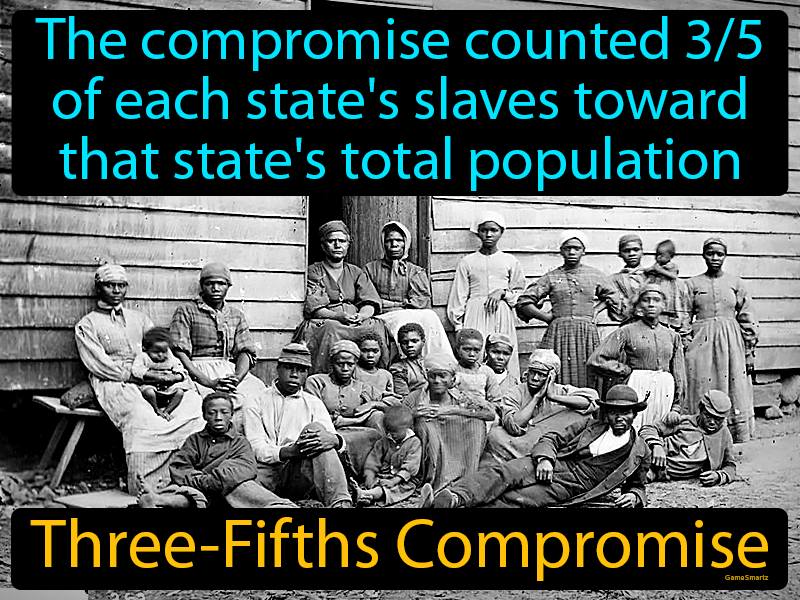 The compromise counted 3/5
of each state's slaves toward
that state's total population
Three-Fifths Compromise
GameSmartz